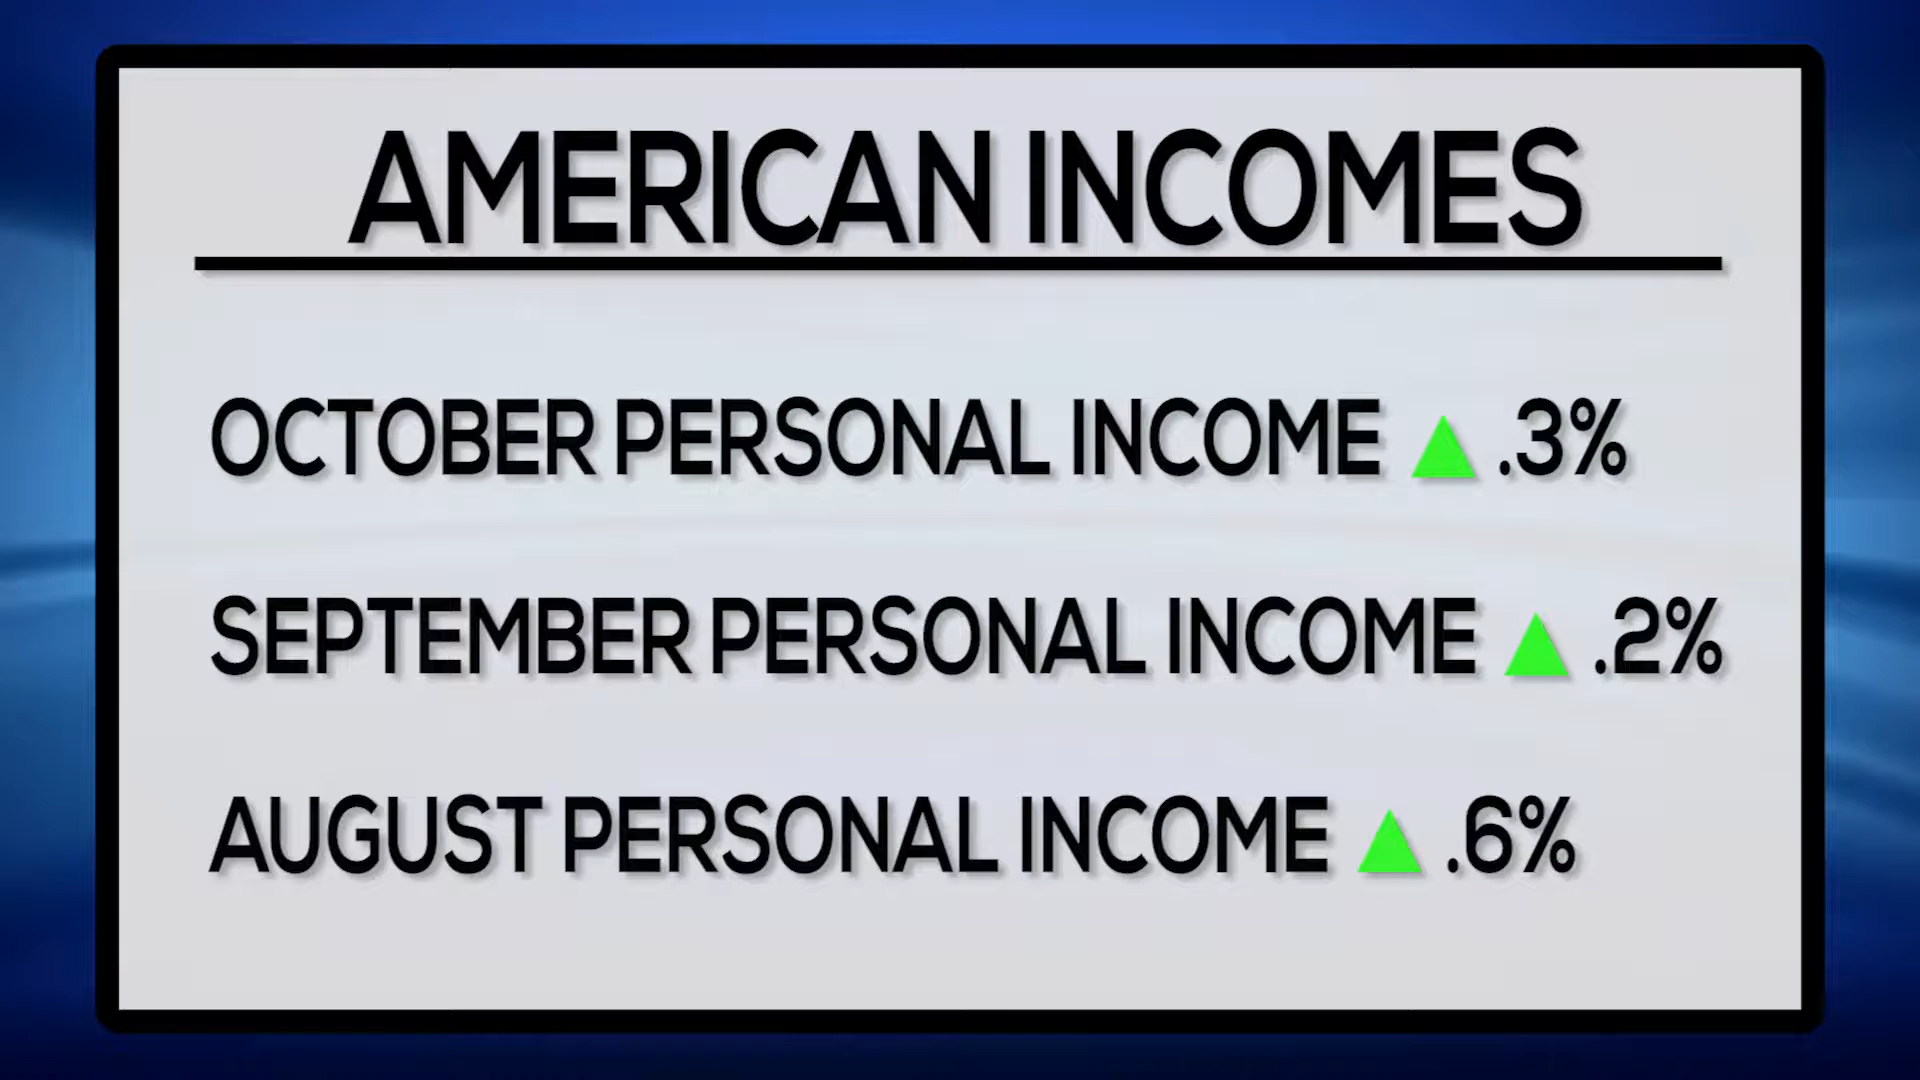 AMERICAN INCOMES
OCTOBER PERSONAL INCOME ▲ .3%
SEPTEMBER PERSONAL INCOME ▲ .2%
AUGUST PERSONAL INCOME ▲ .6%